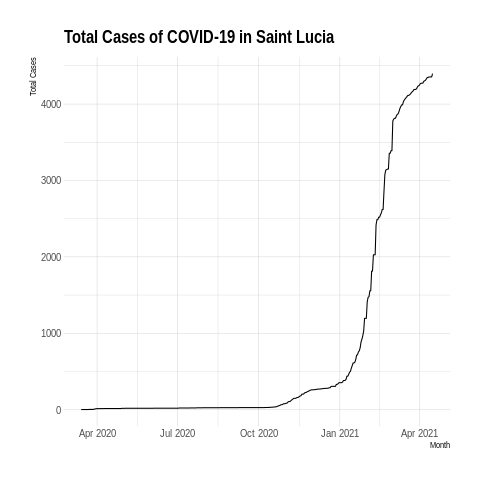 Total Cases of COVID-19 in Saint Lucia
Total Cases
4000
3000
2000
1000
0
Apr 2020 Jul 2020 Oct 2020 Jan 2021 Apr 2021
Month